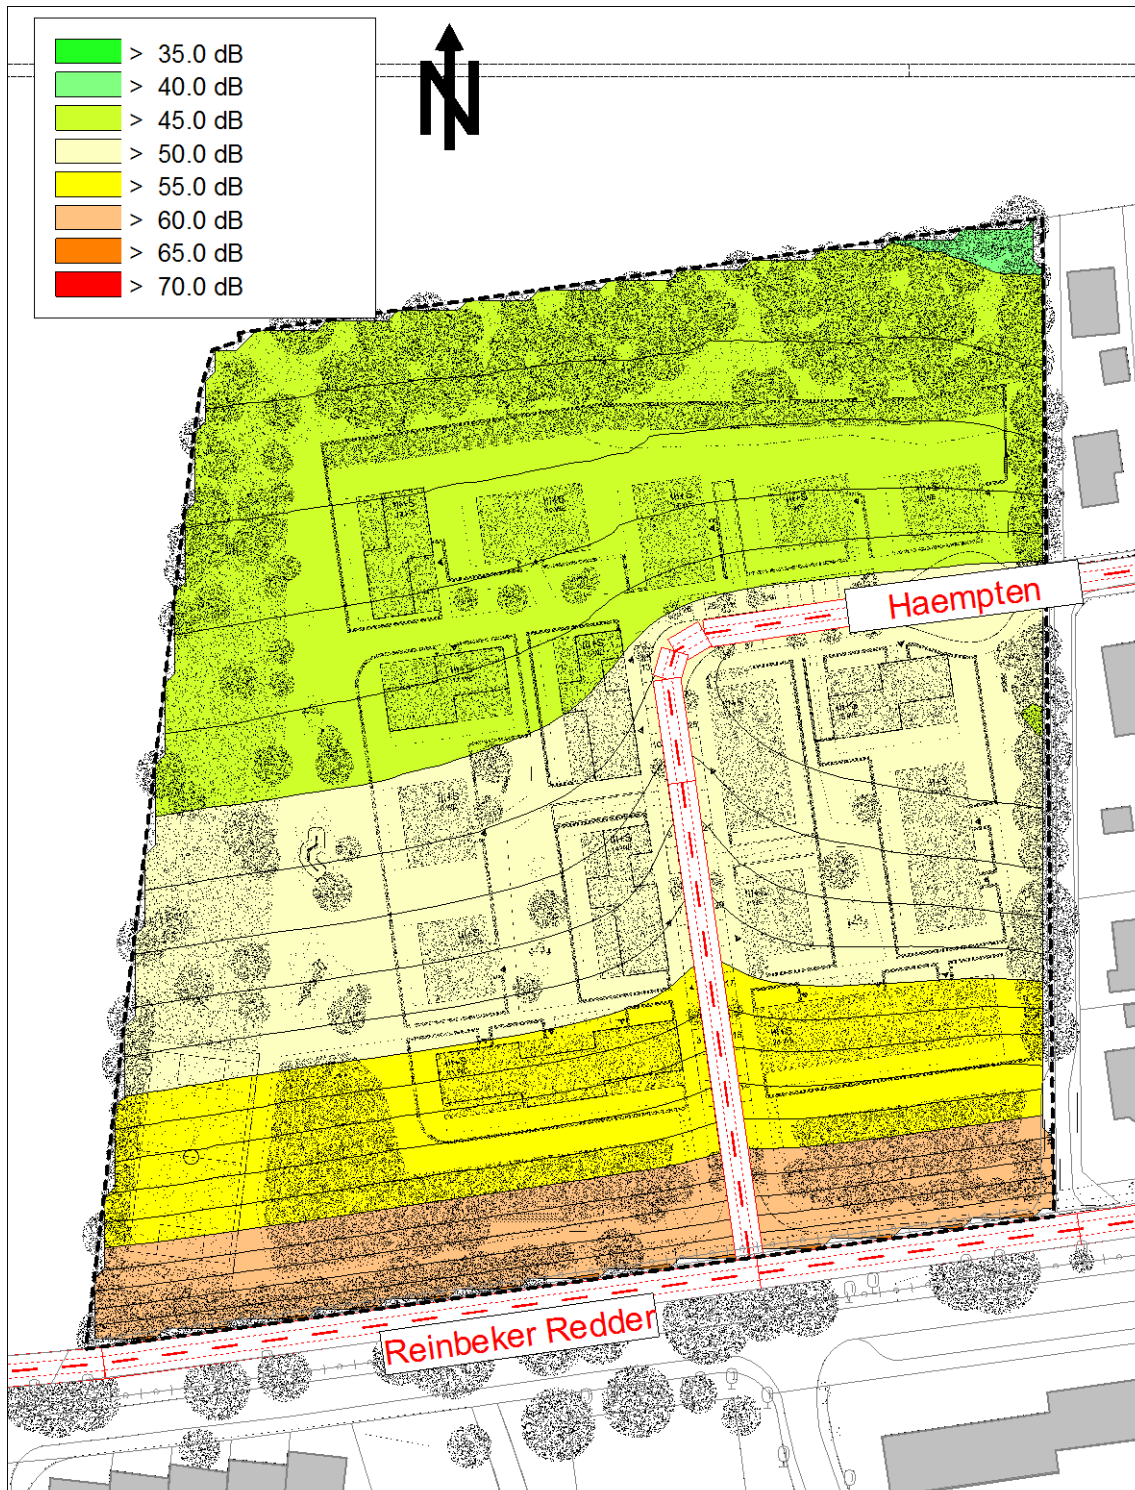 > 35.0 dB
> 40.0 dB
> 45.0 dB
> 50.0 dB
> 55.0 dB
> 60.0 dB
> 65.0 dB
> 70.0 dB
N
Haempten
Reinbeker Redder